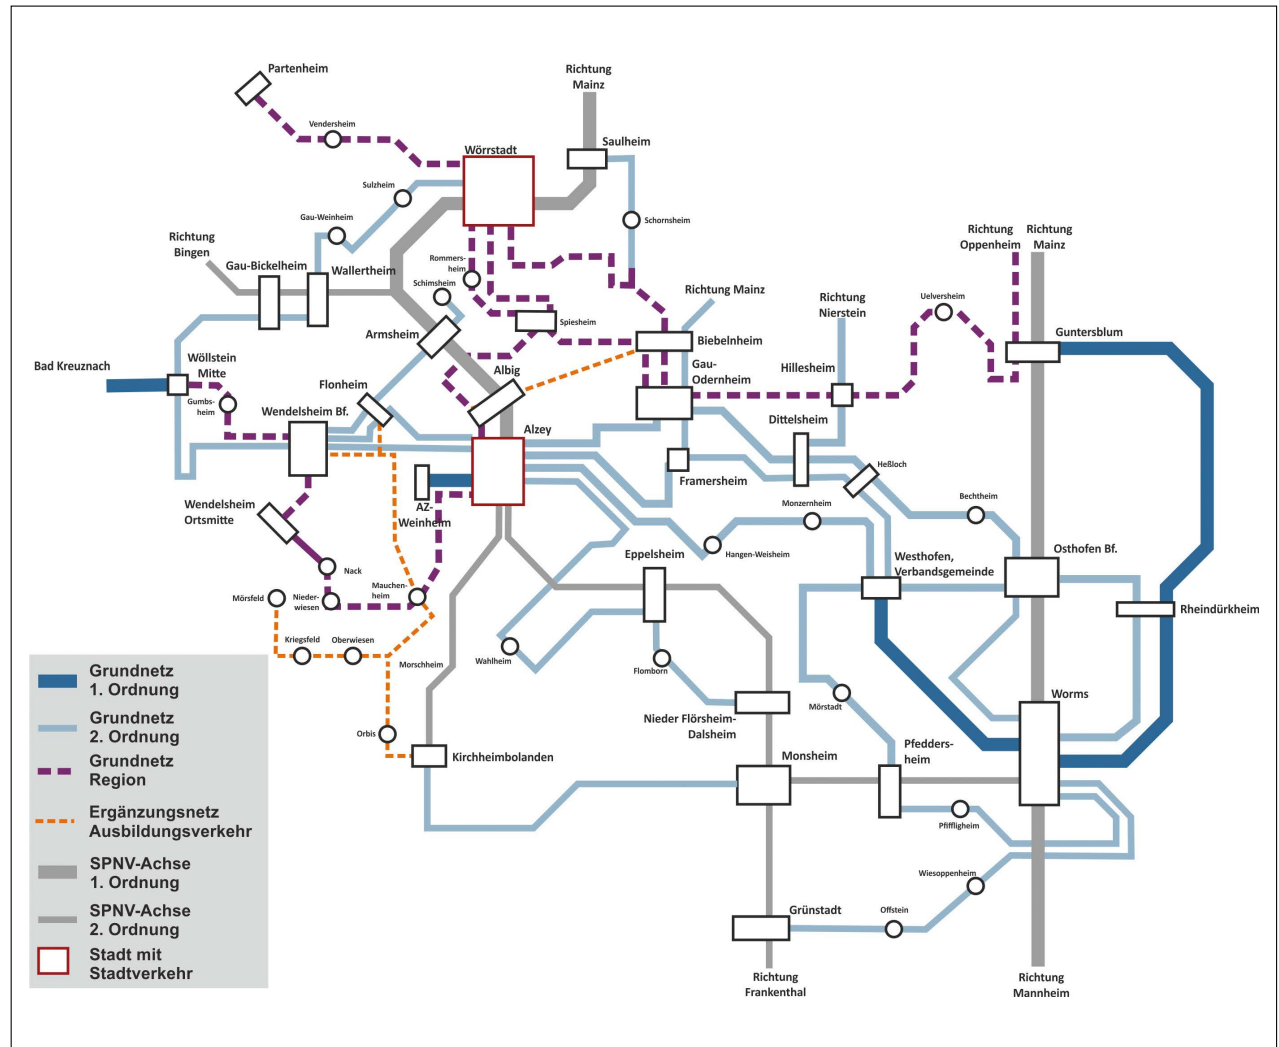 Partenheim
Richtung
Mainz
Vendersheim
Wörrstadt
Saulheim
Sulzheim
Gau-Weinheim
Schornsheim
Richtung
Bingen
Richtung
Oppenheim
Richtung
Mainz
Gau-Bickelheim
Wallertheim
Rommers-
heim
Schimsheim
Richtung Mainz
Richtung
Nierstein
Uelversheim
Armsheim
Spiesheim
Biebelnheim
Guntersblum
Bad Kreuznach
Wöllstein
Mitte
Gumbs-
heim
Flonheim
Albig
Gau-
Odernheim
Hillesheim
Wendelsheim Bf.
Alzey
Dittelsheim
Heßloch
Framersheim
AZ-
Weinheim
Wendelsheim
Ortsmitte
Monzernheim
Bechtheim
Hangen-Weisheim
Eppelsheim
Westhofen,
Verbandsgemeinde
Osthofen Bf.
Nack
Mörsfeld
Nieder-
wiesen
Mauchen-
heim
Rheindürkheim
Kriegsfeld
Oberwiesen
Morschheim
Wahlheim
Flomborn
Mörstadt
Worms
Nieder Flörsheim-
Dalsheim
Orbis
Kirchheimbolanden
Monsheim
Pfedders-
heim
Pfiffligheim
Wiesoppenheim
Grünstadt
Offstein
Richtung
Frankenthal
Richtung
Mannheim
Grundnetz
1. Ordnung
Grundnetz
2. Ordnung
Grundnetz
Region
Ergänzungsnetz
Ausbildungsverkehr
SPNV-Achse
1. Ordnung
SPNV-Achse
2. Ordnung
Stadt mit
Stadtverkehr